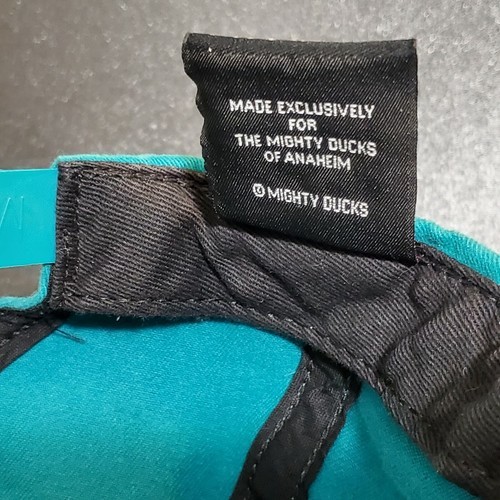 MADE EXCLUSIVELY
FOR
THE MIGHTY DUCKS
OF ANAHEIM
© MIGHTY DUCKS